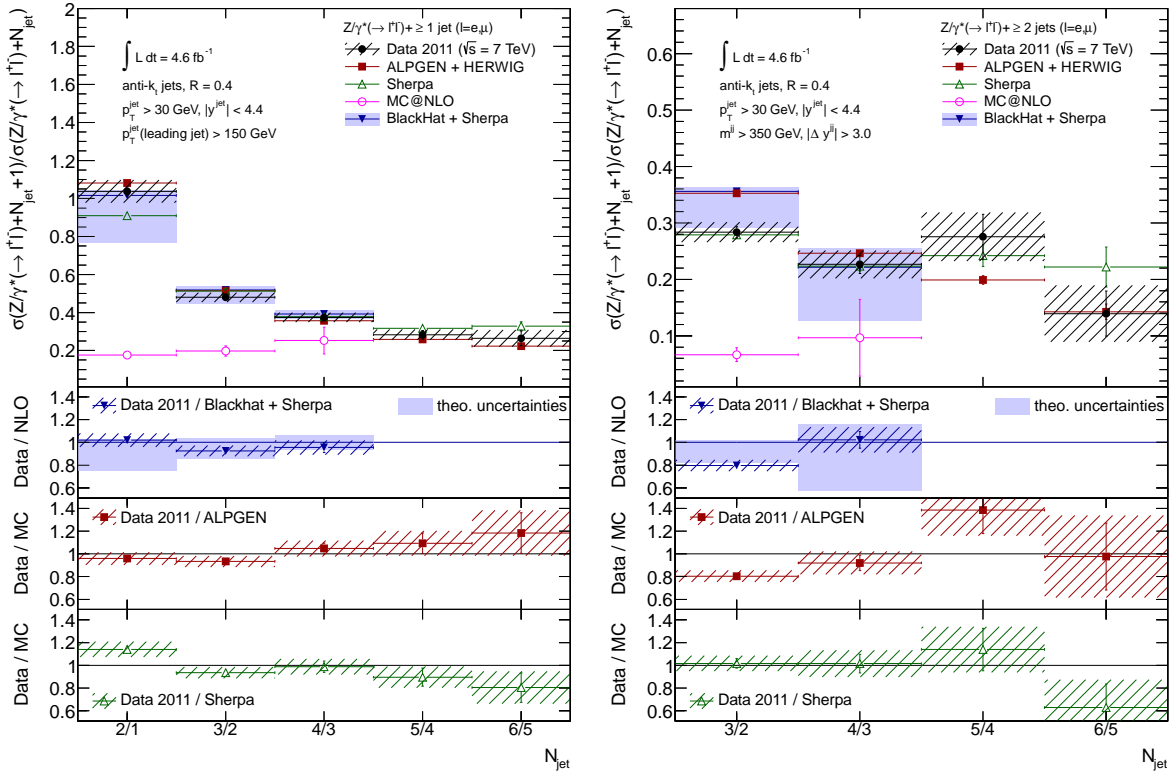 σ(Z/γ*(→ l⁺l⁻)+N_jet+1)/σ(Z/γ*(→ l⁺l⁻)+N_jet)
2
1.8
1.6
1.4
1.2
1
0.8
0.6
0.4
0.2
Z/γ*(→ l⁺l⁻)+ ≥ 1 jet (l=e,μ)
Data 2011 (√s = 7 TeV)
ALPGEN + HERWIG
Sherpa
MC@NLO
BlackHat + Sherpa
∫ L dt = 4.6 fb⁻¹
anti-k_t jets, R = 0.4
p_T^jet > 30 GeV, |y^jet| < 4.4
p_T^jet (leading jet) > 150 GeV
Data / NLO
1.4
1.2
1
0.8
0.6
Data 2011 / Blackhat + Sherpa
theo. uncertainties
Data / MC
1.4
1.2
1
0.8
0.6
Data 2011 / ALPGEN
Data / MC
1.4
1.2
1
0.8
0.6
Data 2011 / Sherpa
2/1 3/2 4/3 5/4 6/5
N_jet
σ(Z/γ*(→ l⁺l⁻)+N_jet+1)/σ(Z/γ*(→ l⁺l⁻)+N_jet)
0.6
0.5
0.4
0.3
0.2
0.1
Z/γ*(→ l⁺l⁻)+ ≥ 2 jets (l=e,μ)
Data 2011 (√s = 7 TeV)
ALPGEN + HERWIG
Sherpa
MC@NLO
BlackHat + Sherpa
∫ L dt = 4.6 fb⁻¹
anti-k_t jets, R = 0.4
p_T^jet > 30 GeV, |y^jet| < 4.4
m^jj > 350 GeV, |Δ y^jj| > 3.0
Data / NLO
1.4
1.2
1
0.8
0.6
Data 2011 / Blackhat + Sherpa
theo. uncertainties
Data / MC
1.4
1.2
1
0.8
0.6
Data 2011 / ALPGEN
Data / MC
1.4
1.2
1
0.8
0.6
Data 2011 / Sherpa
3/2 4/3 5/4 6/5
N_jet